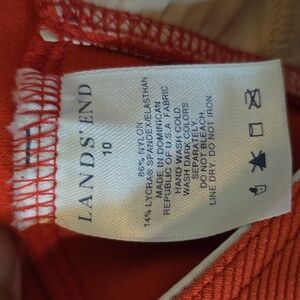 LANDS' END
10
86% NYLON
14% LYCRA® SPANDEX/ELASTHAN
MADE IN DOMINICAN
REPUBLIC OF U.S.A. FABRIC
HAND WASH COLD.
WASH DARK COLORS
SEPARATELY.
DO NOT BLEACH.
LINE DRY. DO NOT IRON.